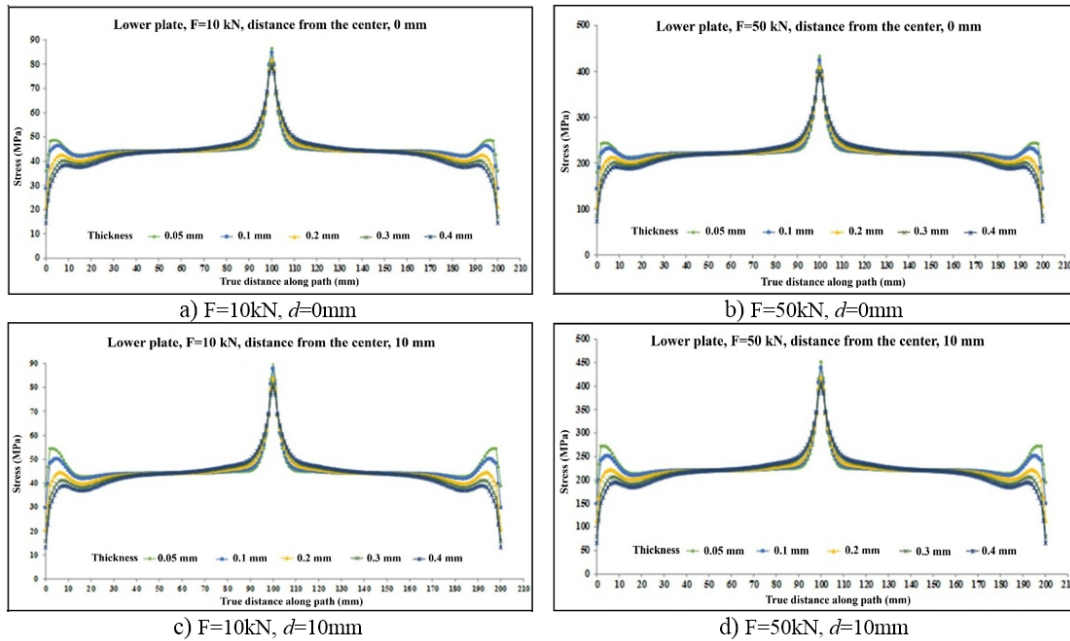 Lower plate, F=10 kN, distance from the center, 0 mm
Stress (MPa)
90
80
70
60
50
40
30
20
10
0
Thickness 0.05 mm 0.1 mm 0.2 mm 0.3 mm 0.4 mm
0 10 20 30 40 50 60 70 80 90 100 110 120 130 140 150 160 170 180 190 200 210
True distance along path (mm)
a) F=10kN, d=0mm
Lower plate, F=50 kN, distance from the center, 0 mm
Stress (MPa)
500
400
300
200
100
0
Thickness 0.05 mm 0.1 mm 0.2 mm 0.3 mm 0.4 mm
0 10 20 30 40 50 60 70 80 90 100 110 120 130 140 150 160 170 180 190 200 210
True distance along path (mm)
b) F=50kN, d=0mm
Lower plate, F=10 kN, distance from the center, 10 mm
Stress (MPa)
90
80
70
60
50
40
30
20
10
0
Thickness 0.05 mm 0.1 mm 0.2 mm 0.3 mm 0.4 mm
0 10 20 30 40 50 60 70 80 90 100 110 120 130 140 150 160 170 180 190 200 210
True distance along path (mm)
c) F=10kN, d=10mm
Lower plate, F=50 kN, distance from the center, 10 mm
Stress (MPa)
500
450
400
350
300
250
200
150
100
50
0
Thickness 0.05 mm 0.1 mm 0.2 mm 0.3 mm 0.4 mm
0 10 20 30 40 50 60 70 80 90 100 110 120 130 140 150 160 170 180 190 200 210
True distance along path (mm)
d) F=50kN, d=10mm